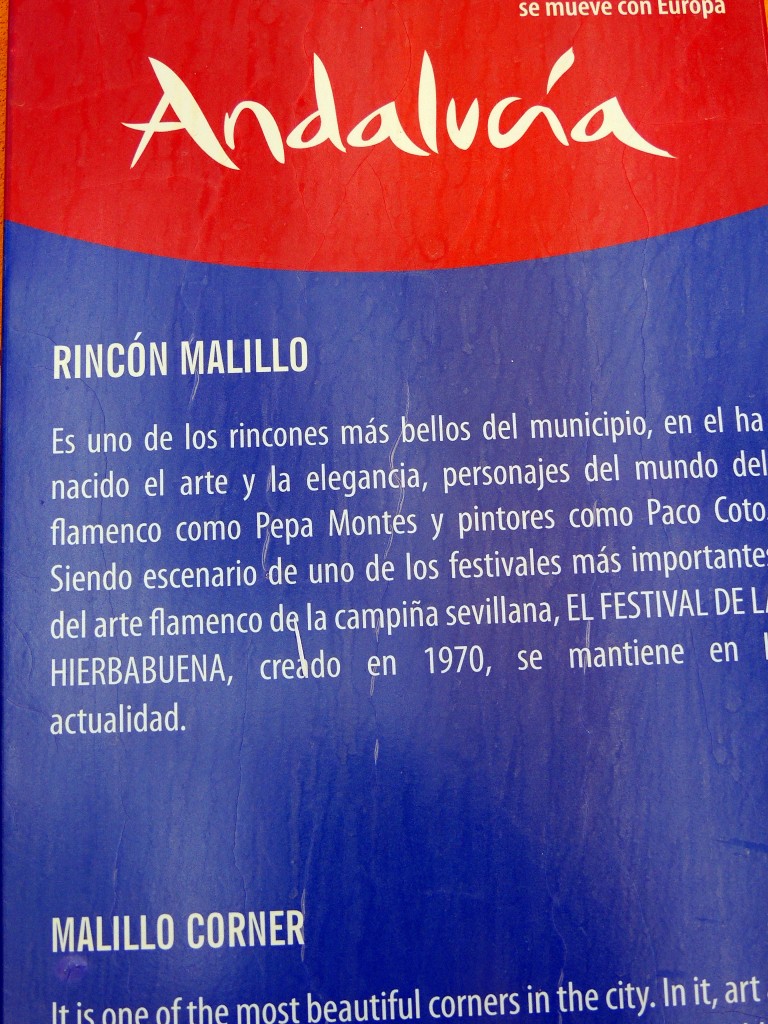 se mueve con Europa
Andalucía
RINCÓN MALILLO
Es uno de los rincones más bellos del municipio, en el ha
nacido el arte y la elegancia, personajes del mundo del
flamenco como Pepa Montes y pintores como Paco Coto.
Siendo escenario de uno de los festivales más importantes
del arte flamenco de la campiña sevillana, EL FESTIVAL DE LA
HIERBABUENA, creado en 1970, se mantiene en
actualidad.
MALILLO CORNER
It is one of the most beautiful corners in the city. In it, art